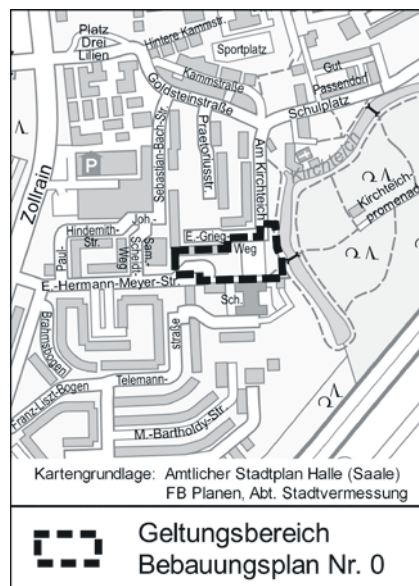 Platz
Drei
Lilien
Hintere Kammstr.
Sportplatz
Kammstraße
Goldsteinstraße
Gut
Passendorf
Schulplatz
Zollrain
P
Sebastian-Bach-Str.
Joh.-
Praetoriusstr.
Am Kirchteich
Kirchteich
Kirchteich-
promenade
Hindemith-
Str.
Paul-
Sam.-
Scheidt-
Weg
E.-Grieg-
Weg
E.-Hermann-Meyer-Str.
Sch.
Brahmsbogen
Telemann-
straße
Franz-Liszt-Bogen
M.-Bartholdy-Str.
Kartengrundlage: Amtlicher Stadtplan Halle (Saale)
FB Planen, Abt. Stadtvermessung
Geltungsbereich
Bebauungsplan Nr. 0